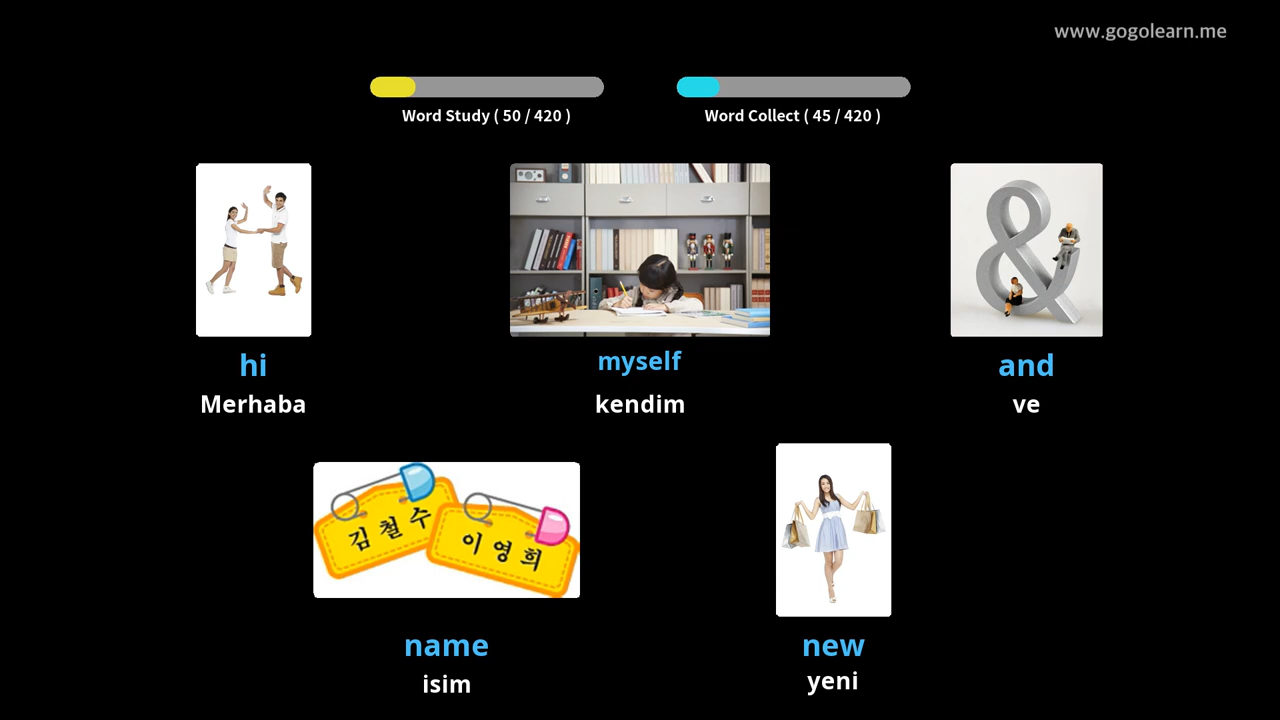 www.gogolearn.me
Word Study ( 50 / 420 )
Word Collect ( 45 / 420 )
hi
Merhaba
myself
kendim
and
ve
&
김철수
이영희
name
isim
new
yeni